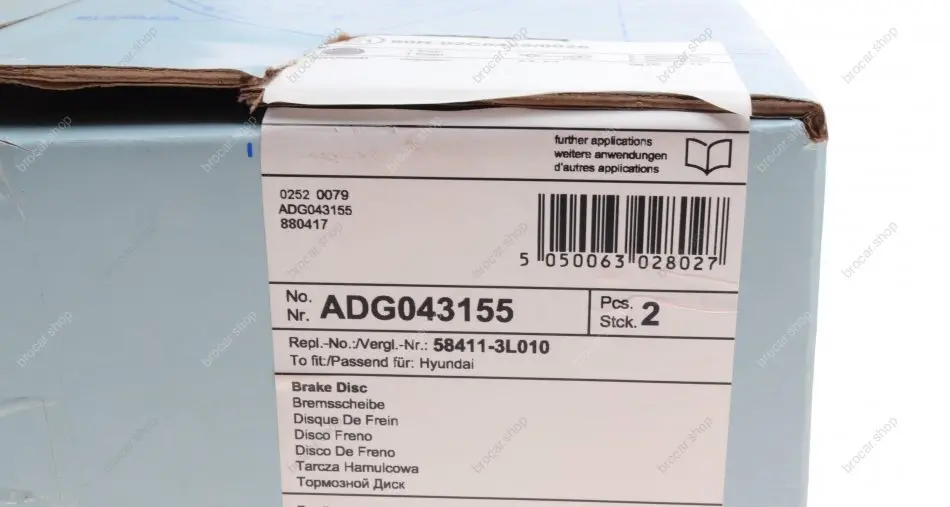 further applications
weitere anwendungen
d'autres applications
0252 0079
ADG043155
880417
5 050063 028027
No.
Nr. ADG043155
Pcs.
Stck. 2
Repl.-No.:/Vergl.-Nr.: 58411-3L010
To fit:/Passend für: Hyundai
Brake Disc
Bremsscheibe
Disque De Frein
Disco Freno
Disco De Freno
Tarcza Hamulcowa
Тормозной Диск
brocar.shop